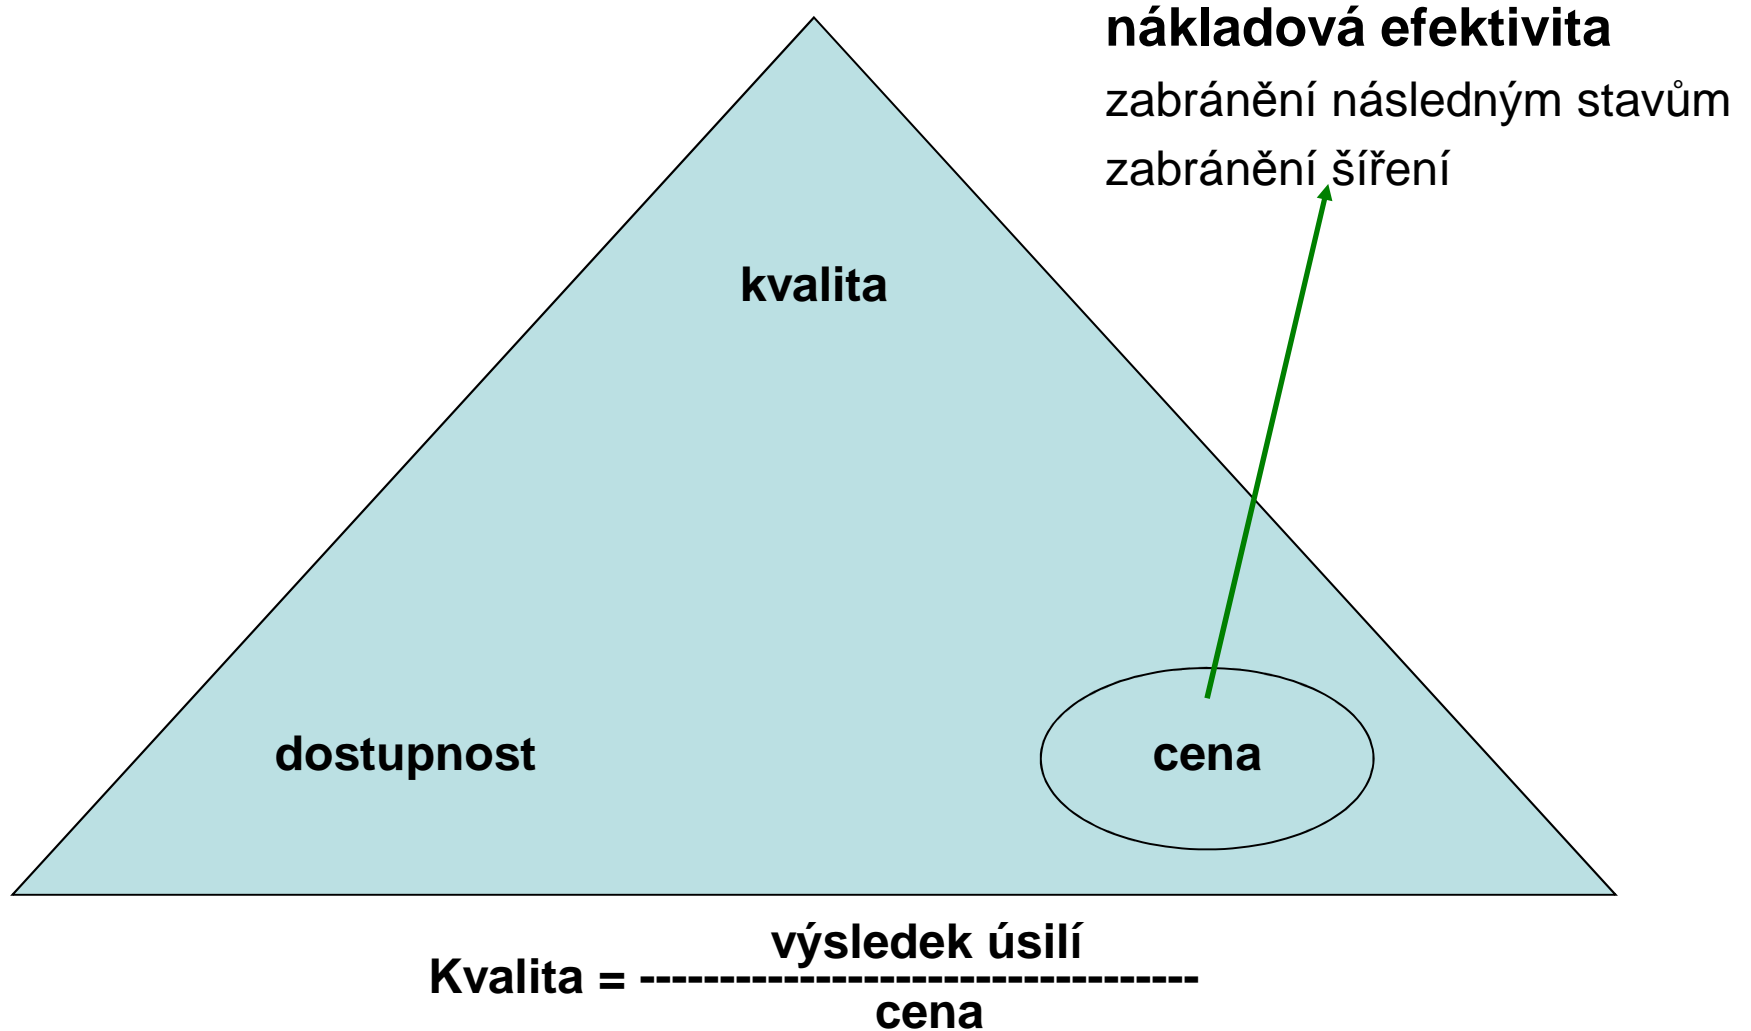 nákladová efektivita
zabránění následným stavům
zabránění šíření
kvalita
dostupnost
cena
výsledek úsilí
Kvalita = -----------------------------------
cena